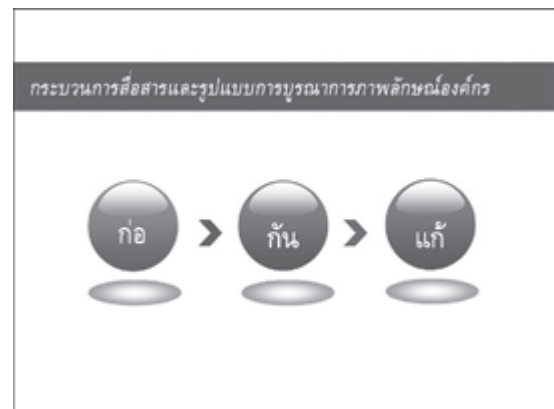 กระบวนการสื่อสารและรูปแบบการบูรณาการภาพลักษณ์องค์กร
ก่อ
กัน
แก้